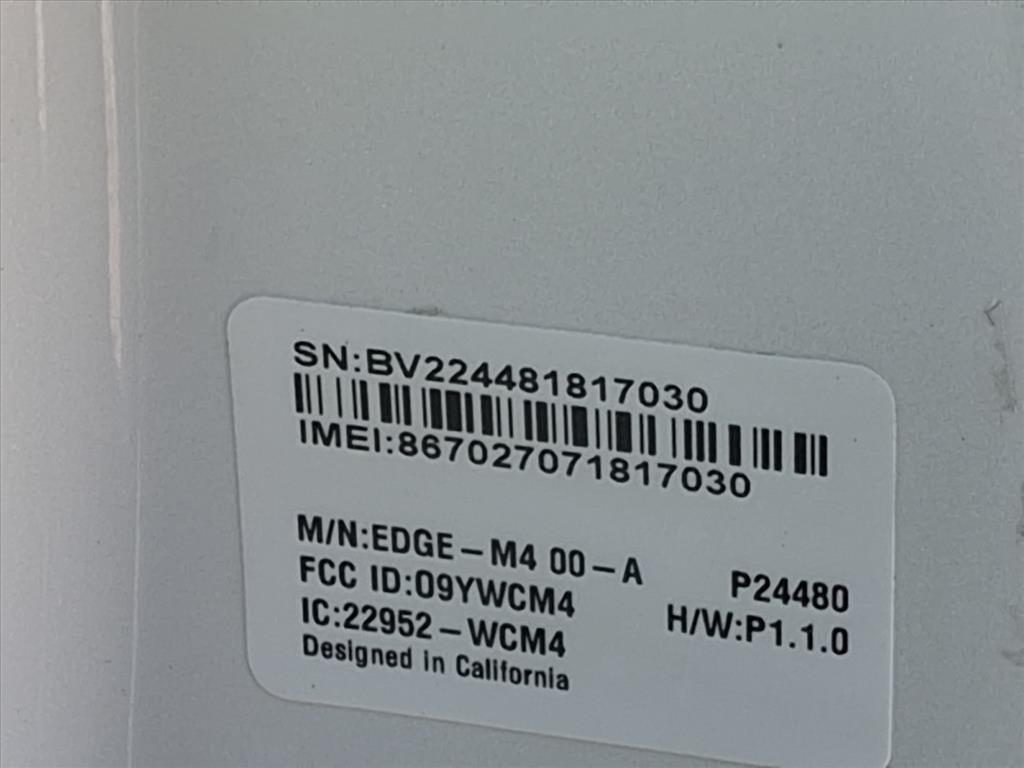 SN:BV224481817030
IMEI:867027071817030
M/N:EDGE-M4 00-A
P24480
FCC ID:09YWCM4
H/W:P1.1.0
IC:22952-WCM4
Designed in California